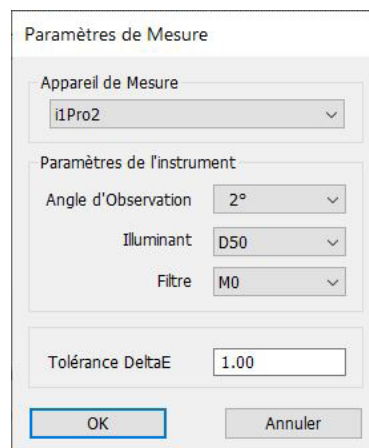 Paramètres de Mesure
Appareil de Mesure
i1Pro2
Paramètres de l'instrument
Angle d'Observation 2°
Illuminant D50
Filtre M0
Tolérance DeltaE 1.00
OK Annuler